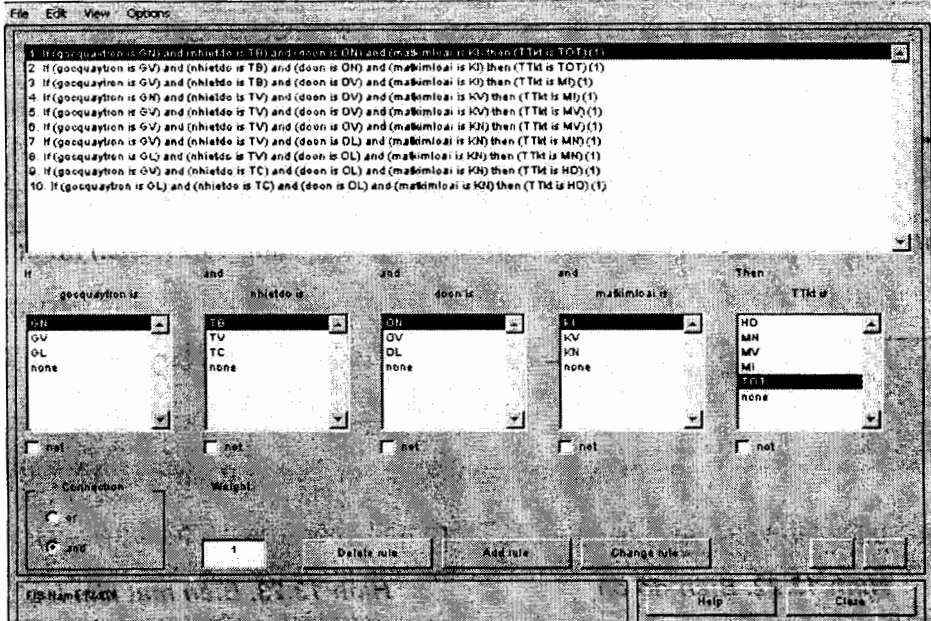 File Edit View Options
1. If (gocquaytron is GN) and (nhietdo is TB) and (doon is ON) and (matkimloai is KI) then (TTkt is TOT) (1)
2. If (gocquaytron is GV) and (nhietdo is TB) and (doon is ON) and (matkimloai is KI) then (TTkt is TOT) (1)
3. If (gocquaytron is GV) and (nhietdo is TB) and (doon is OV) and (matkimloai is KI) then (TTkt is MI) (1)
4. If (gocquaytron is GN) and (nhietdo is TV) and (doon is OV) and (matkimloai is KV) then (TTkt is MI) (1)
5. If (gocquaytron is GV) and (nhietdo is TV) and (doon is OV) and (matkimloai is KV) then (TTkt is MV) (1)
6. If (gocquaytron is GV) and (nhietdo is TV) and (doon is OV) and (matkimloai is KN) then (TTkt is MV) (1)
7. If (gocquaytron is GV) and (nhietdo is TV) and (doon is OL) and (matkimloai is KN) then (TTkt is MN) (1)
8. If (gocquaytron is GL) and (nhietdo is TV) and (doon is OL) and (matkimloai is KN) then (TTkt is MN) (1)
9. If (gocquaytron is GV) and (nhietdo is TC) and (doon is OL) and (matkimloai is KN) then (TTkt is HO) (1)
10. If (gocquaytron is GL) and (nhietdo is TC) and (doon is OL) and (matkimloai is KN) then (TTkt is HO) (1)
If and and and Then
gocquaytron is nhietdo is doon is matkimloai is TTkt is
GN TB ON KI HO
GV TV OV KV MN
GL TC OL KN MV
none none none none MI
TOT
none
not not not not not
Connection Weight:
or
and 1 Delete rule Add rule Change rule << >>
FIS Name: Help Close